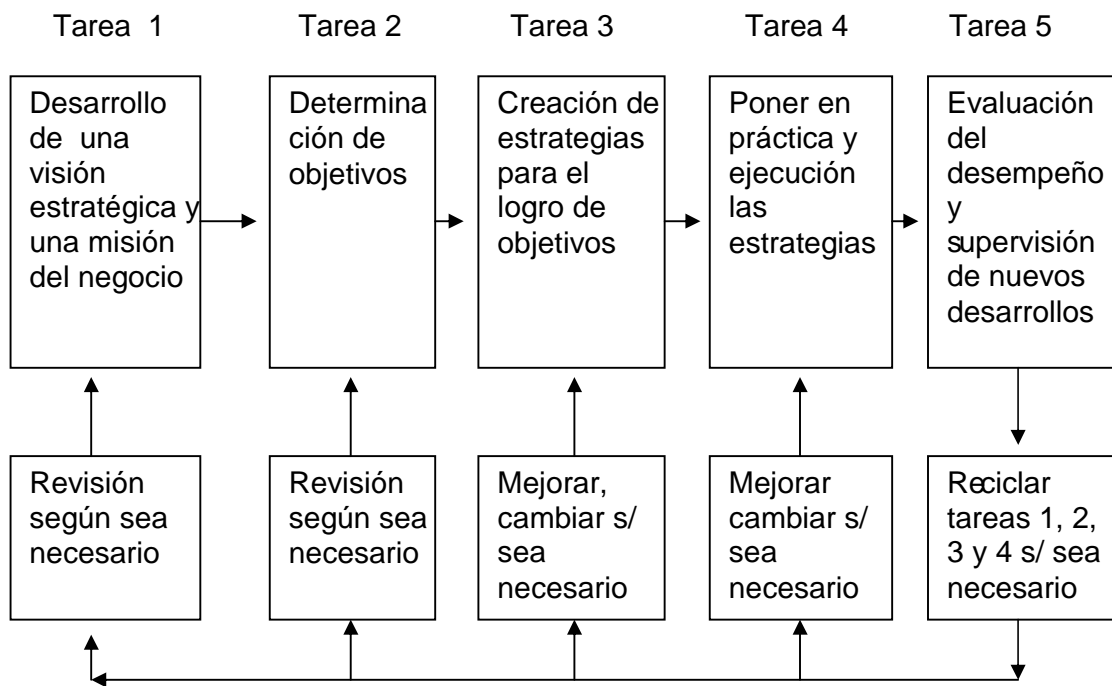 Tarea 1
Tarea 2
Tarea 3
Tarea 4
Tarea 5
Desarrollo
de una
visión
estratégica y
una misión
del negocio
Determina
ción de
objetivos
Creación de
estrategias
para el
logro de
objetivos
Poner en
práctica y
ejecución
las
estrategias
Evaluación
del
desempeño
y
supervisión
de nuevos
desarrollos
Revisión
según sea
necesario
Revisión
según sea
necesario
Mejorar,
cambiar s/
sea
necesario
Mejorar
cambiar s/
sea
necesario
Reciclar
tareas 1, 2,
3 y 4 s/ sea
necesario